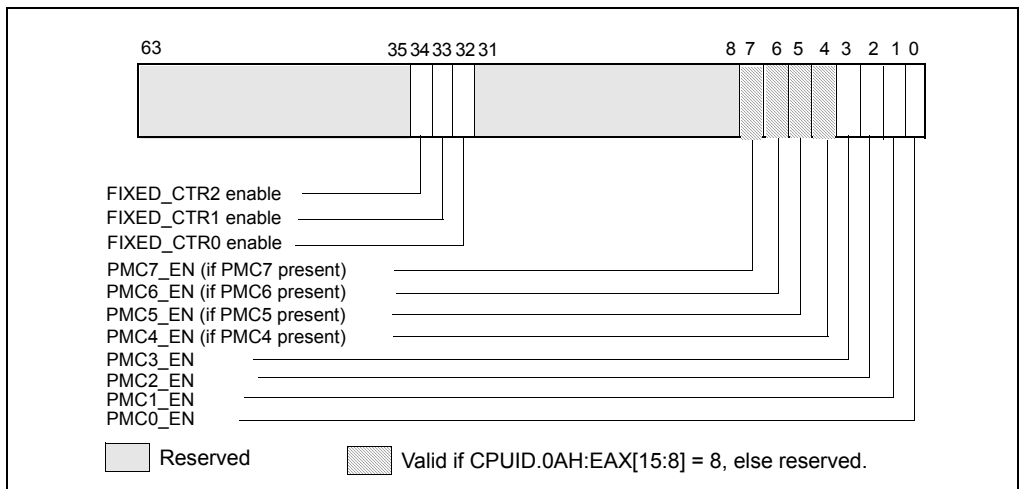 63 35 34 33 32 31 8 7 6 5 4 3 2 1 0
FIXED_CTR2 enable
FIXED_CTR1 enable
FIXED_CTR0 enable
PMC7_EN (if PMC7 present)
PMC6_EN (if PMC6 present)
PMC5_EN (if PMC5 present)
PMC4_EN (if PMC4 present)
PMC3_EN
PMC2_EN
PMC1_EN
PMC0_EN
Reserved Valid if CPUID.0AH:EAX[15:8] = 8, else reserved.